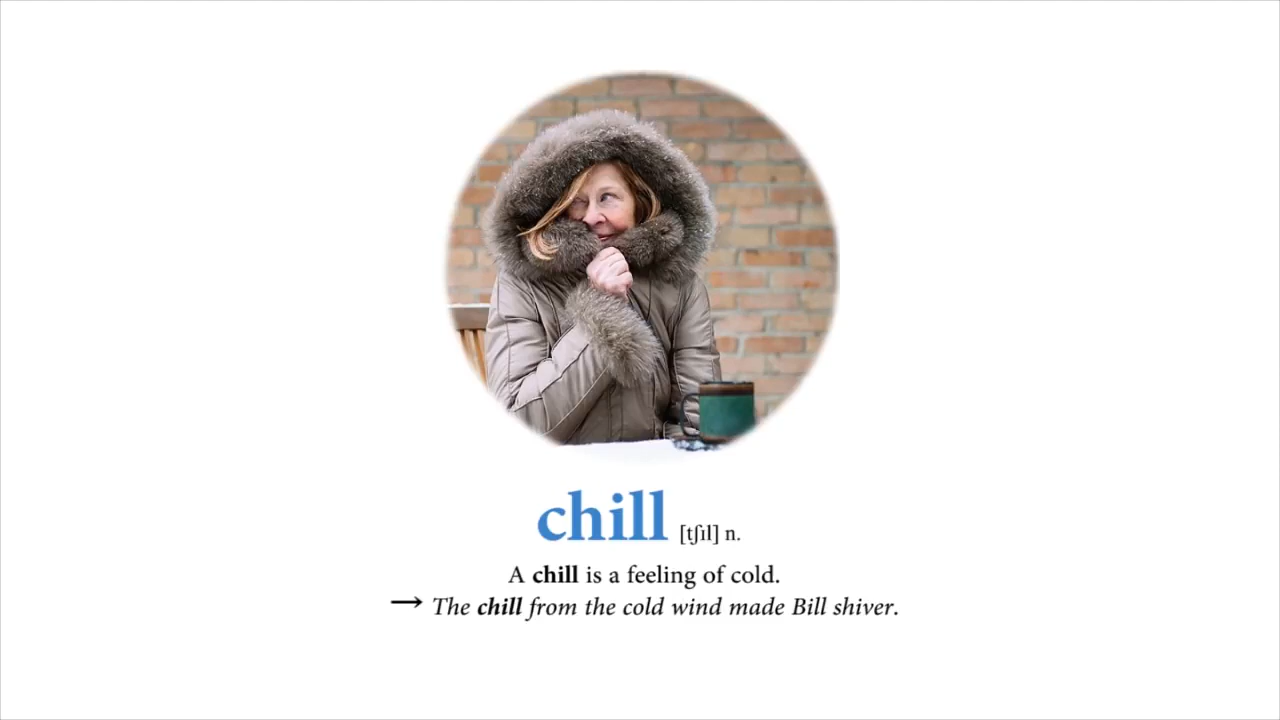 chill [tʃɪl] n.
A chill is a feeling of cold.
→ The chill from the cold wind made Bill shiver.